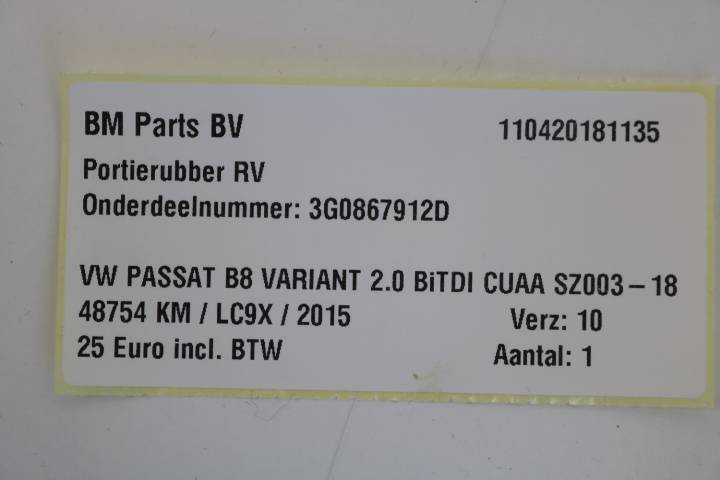 BM Parts BV 110420181135
Portierubber RV
Onderdeelnummer: 3G0867912D
VW PASSAT B8 VARIANT 2.0 BiTDI CUAA SZ003-18
48754 KM / LC9X / 2015 Verz: 10
25 Euro incl. BTW Aantal: 1